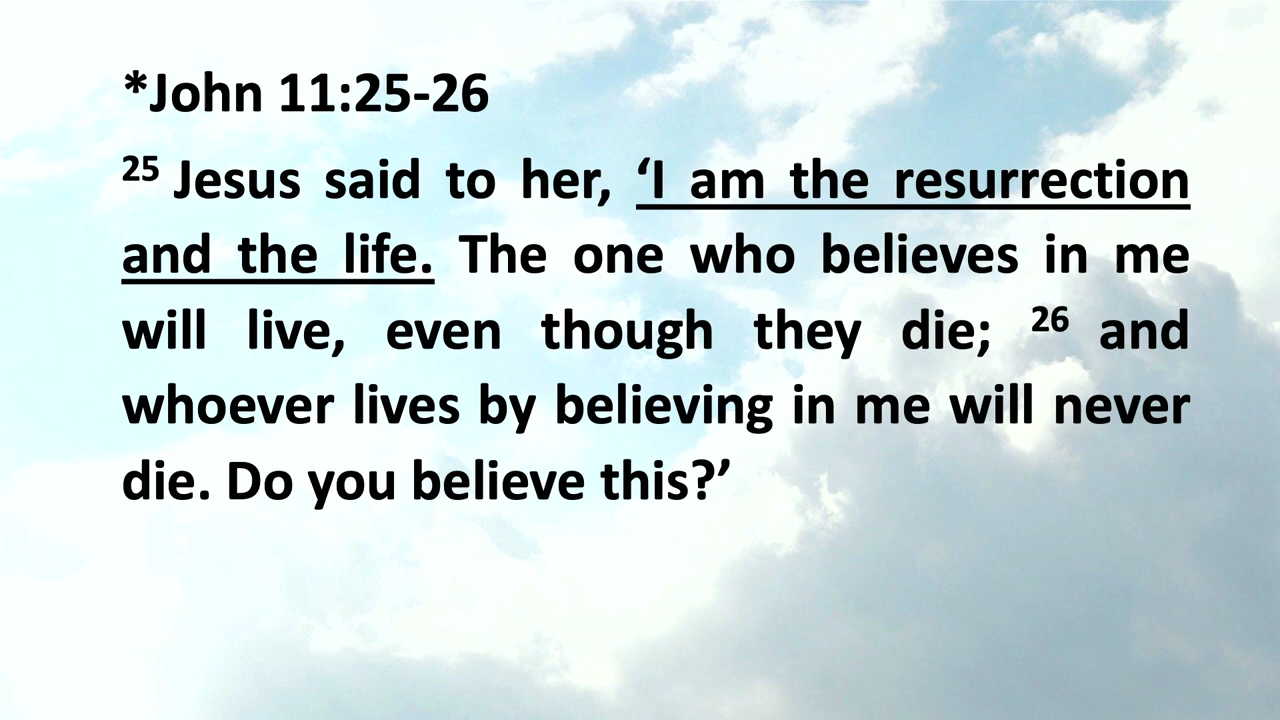 *John 11:25-26
25 Jesus said to her, ‘I am the resurrection
and the life. The one who believes in me
will live, even though they die; 26 and
whoever lives by believing in me will never
die. Do you believe this?’